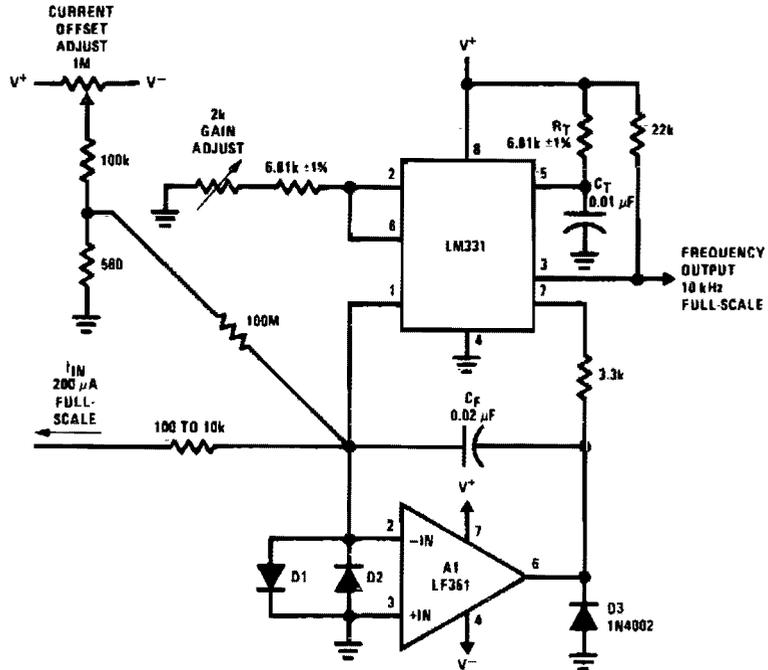 CURRENT
OFFSET
ADJUST
1M
V+
V−
100k
560
2k
GAIN
ADJUST
6.81k ±1%
V+
RT
6.81k ±1%
22k
CT
0.01 µF
8
2
6
1
5
3
7
4
LM331
FREQUENCY
OUTPUT
10 kHz
FULL-SCALE
100M
3.3k
IIN
200 µA
FULL-
SCALE
100 TO 10k
CF
0.02 µF
V+
7
2
−IN
A1
LF351
6
3
+IN
4
V−
D1
D2
D3
1N4002